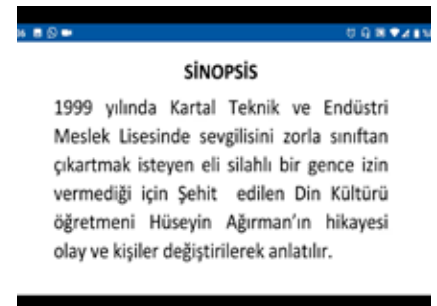 SİNOPSİS
1999 yılında Kartal Teknik ve Endüstri
Meslek Lisesinde sevgilisini zorla sınıftan
çıkartmak isteyen eli silahlı bir gence izin
vermediği için Şehit edilen Din Kültürü
öğretmeni Hüseyin Ağırman'ın hikayesi
olay ve kişiler değiştirilerek anlatılır.